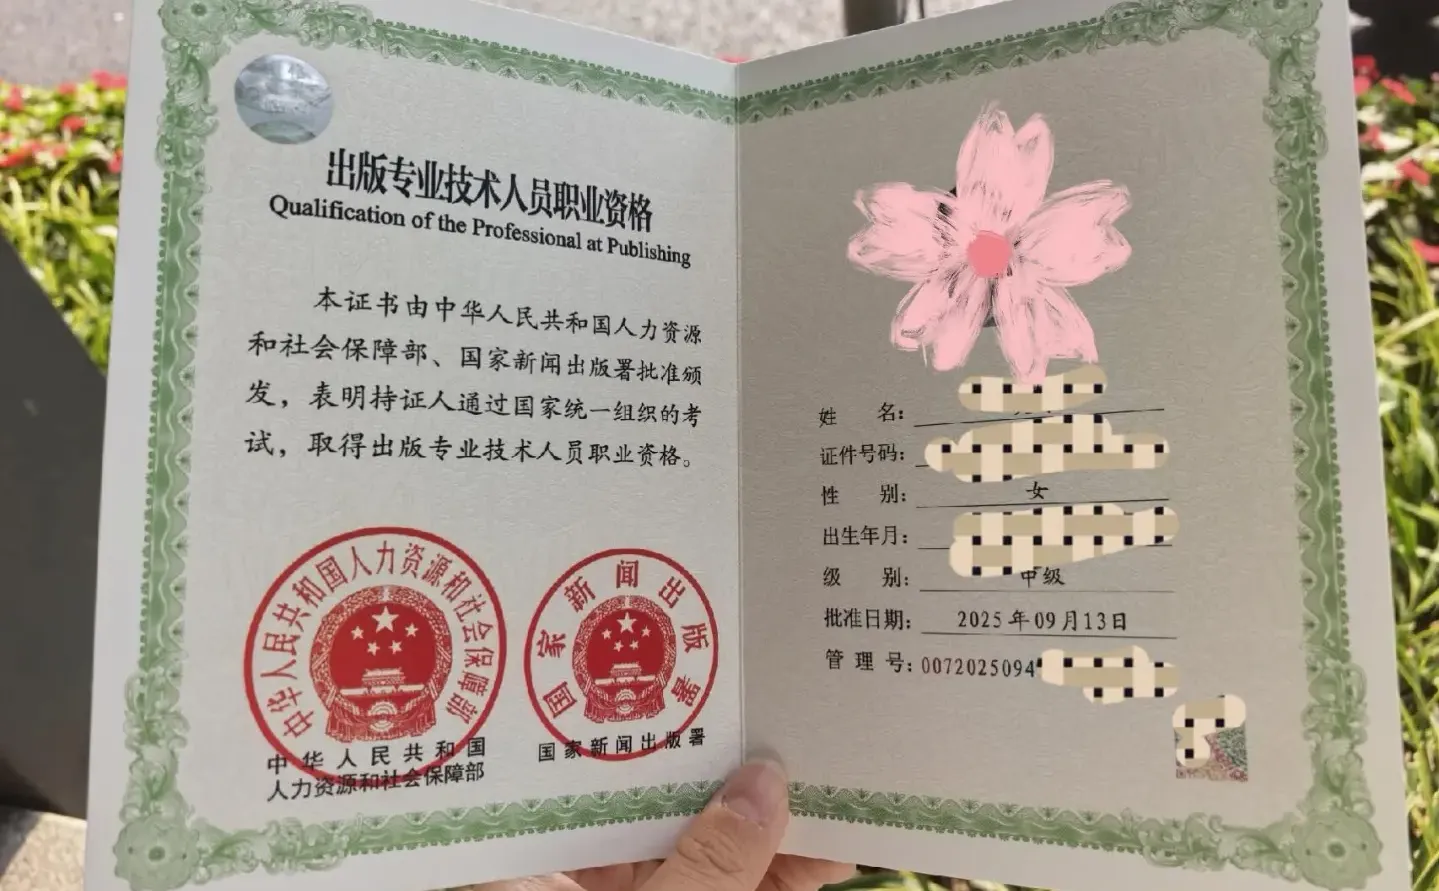 出版专业技术人员职业资格
Qualification of the Professional at Publishing
本证书由中华人民共和国人力资源
和社会保障部、国家新闻出版署批准颁
发，表明持证人通过国家统一组织的考
试，取得出版专业技术人员职业资格。
中华人民共和国人力资源和社会保障部
国家新闻出版署
中华人民共和国
人力资源和社会保障部
国家新闻出版署
姓 名：
证件号码：
性 别： 女
出生年月：
级 别： 中级
批准日期： 2025年09月13日
管 理 号：0072025094